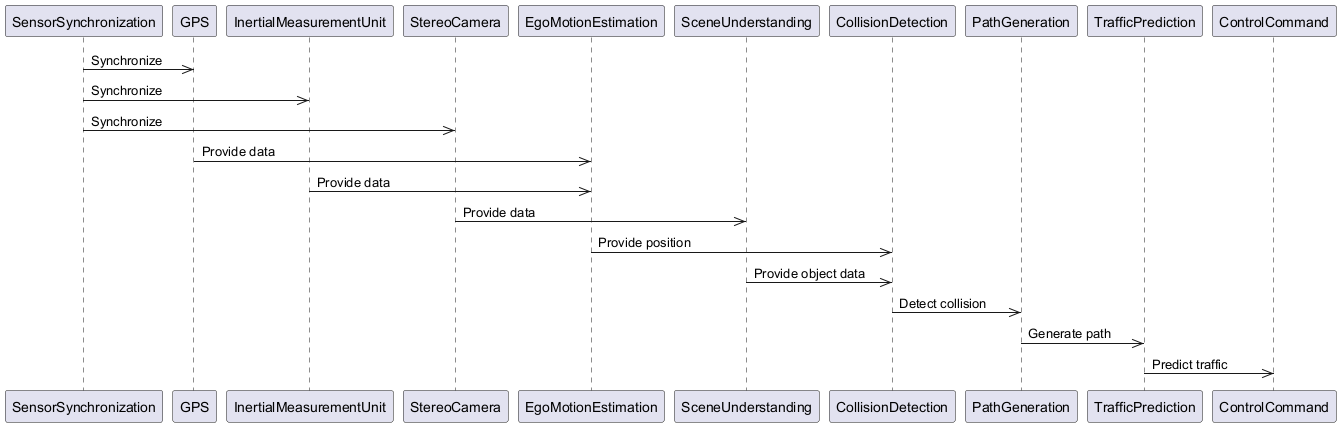 SensorSynchronization GPS InertialMeasurementUnit StereoCamera EgoMotionEstimation SceneUnderstanding CollisionDetection PathGeneration TrafficPrediction ControlCommand
Synchronize
Synchronize
Synchronize
Provide data
Provide data
Provide data
Provide position
Provide object data
Detect collision
Generate path
Predict traffic
SensorSynchronization GPS InertialMeasurementUnit StereoCamera EgoMotionEstimation SceneUnderstanding CollisionDetection PathGeneration TrafficPrediction ControlCommand